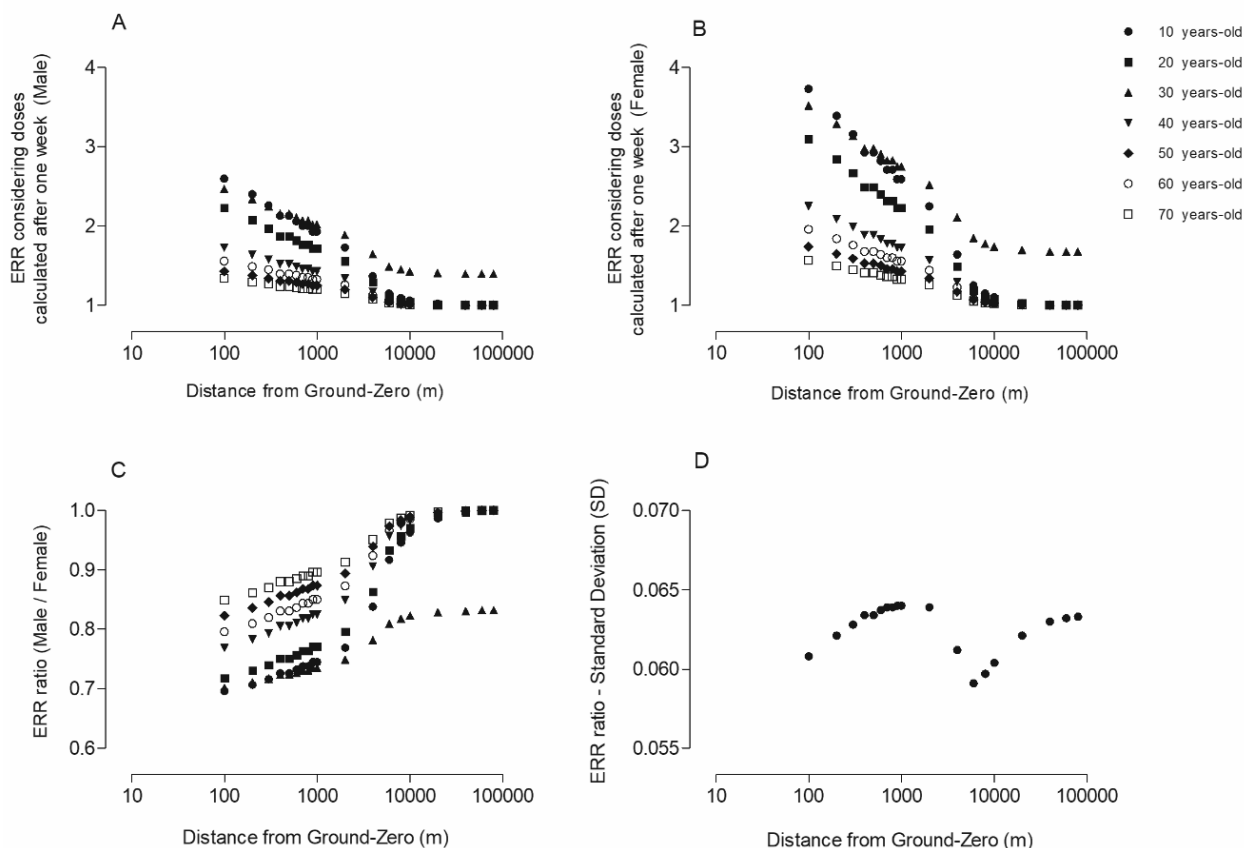 A
ERR considering doses
calculated after one week (Male)
4
3
2
1
10
100
1000
10000
100000
Distance from Ground-Zero (m)
B
ERR considering doses
calculated after one week (Female)
4
3
2
1
10
100
1000
10000
100000
Distance from Ground-Zero (m)
10 years-old
20 years-old
30 years-old
40 years-old
50 years-old
60 years-old
70 years-old
C
ERR ratio (Male / Female)
1.0
0.9
0.8
0.7
0.6
10
100
1000
10000
100000
Distance from Ground-Zero (m)
D
ERR ratio - Standard Deviation (SD)
0.070
0.065
0.060
0.055
10
100
1000
10000
100000
Distance from Ground-Zero (m)